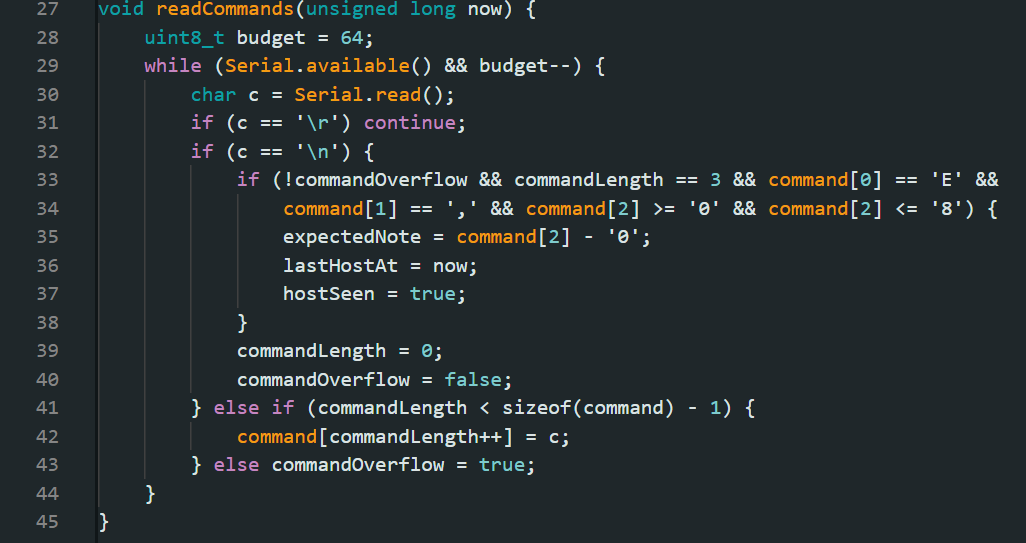 27 void readCommands(unsigned long now) {
28     uint8_t budget = 64;
29     while (Serial.available() && budget--) {
30         char c = Serial.read();
31         if (c == '\r') continue;
32         if (c == '\n') {
33             if (!commandOverflow && commandLength == 3 && command[0] == 'E' &&
34                 command[1] == ',' && command[2] >= '0' && command[2] <= '8') {
35                 expectedNote = command[2] - '0';
36                 lastHostAt = now;
37                 hostSeen = true;
38             }
39             commandLength = 0;
40             commandOverflow = false;
41         } else if (commandLength < sizeof(command) - 1) {
42             command[commandLength++] = c;
43         } else commandOverflow = true;
44     }
45 }